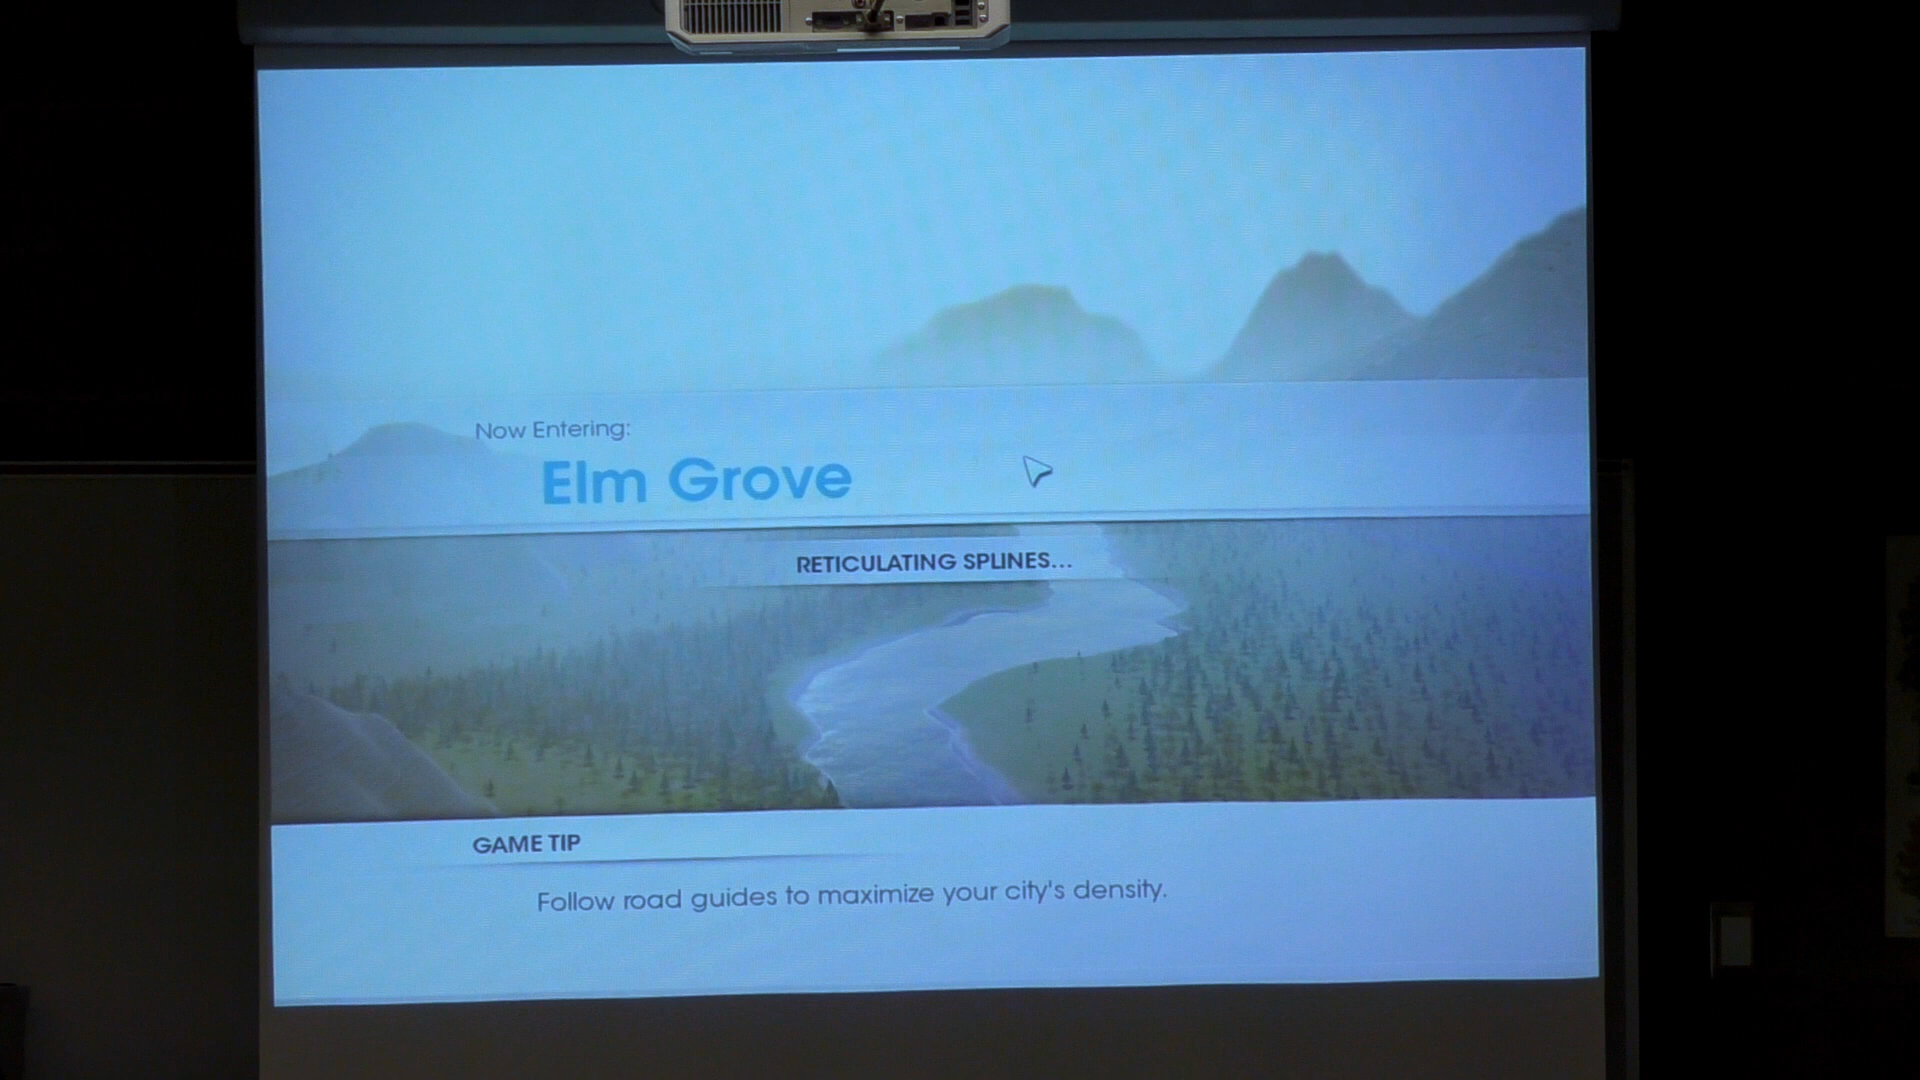 Now Entering:
Elm Grove
RETICULATING SPLINES...
GAME TIP
Follow road guides to maximize your city's density.